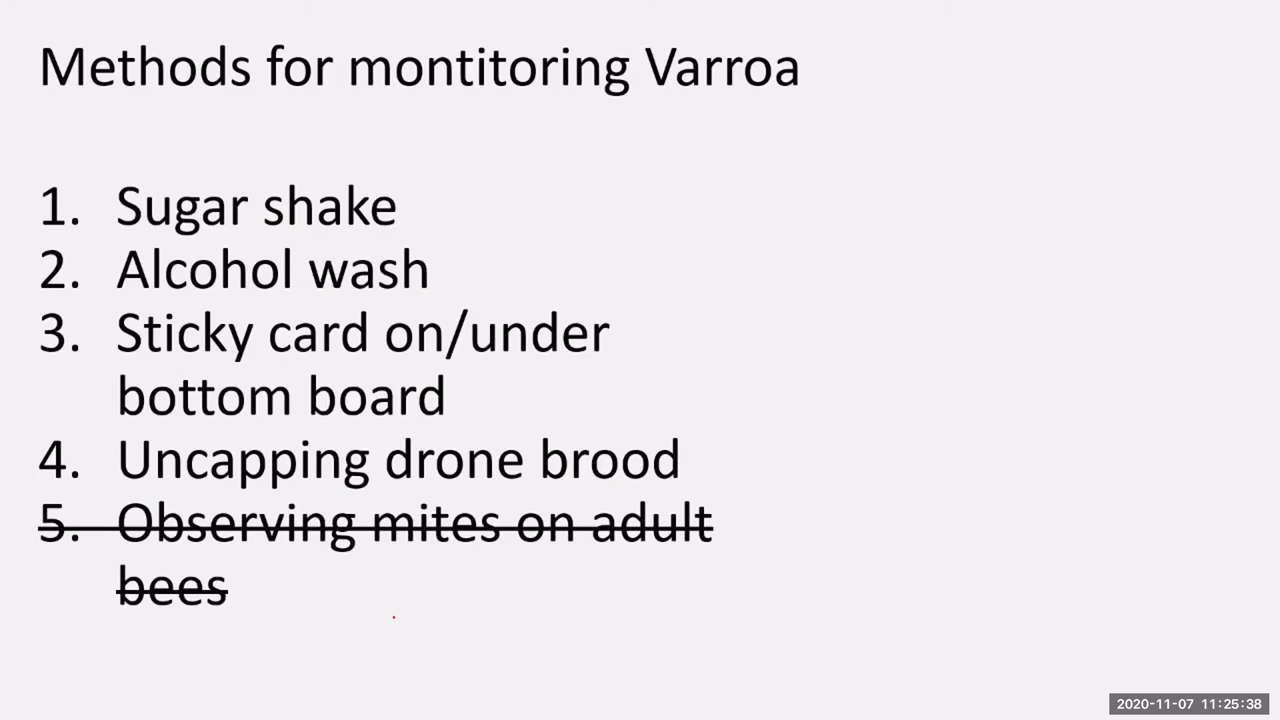 Methods for montitoring Varroa
1. Sugar shake
2. Alcohol wash
3. Sticky card on/under
bottom board
4. Uncapping drone brood
5. Observing mites on adult
bees
2020-11-07 11:25:38